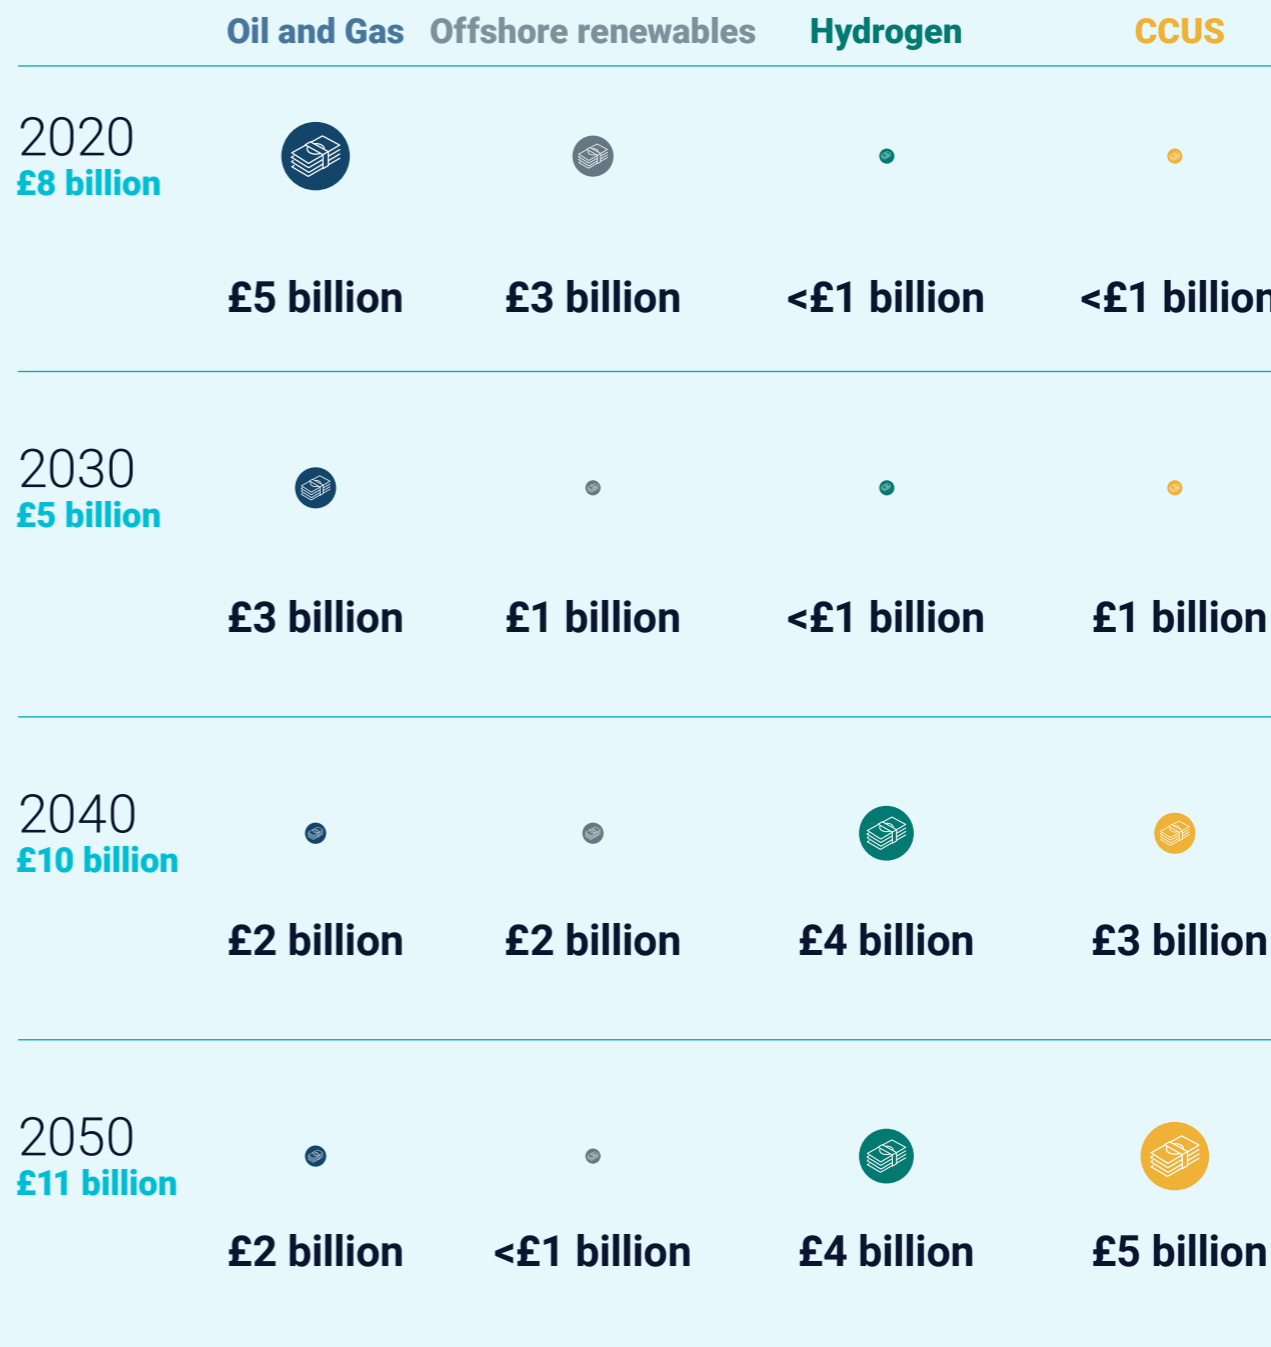 Oil and Gas Offshore renewables Hydrogen CCUS
2020
£8 billion
£5 billion £3 billion <£1 billion <£1 billion
2030
£5 billion
£3 billion £1 billion <£1 billion £1 billion
2040
£10 billion
£2 billion £2 billion £4 billion £3 billion
2050
£11 billion
£2 billion <£1 billion £4 billion £5 billion